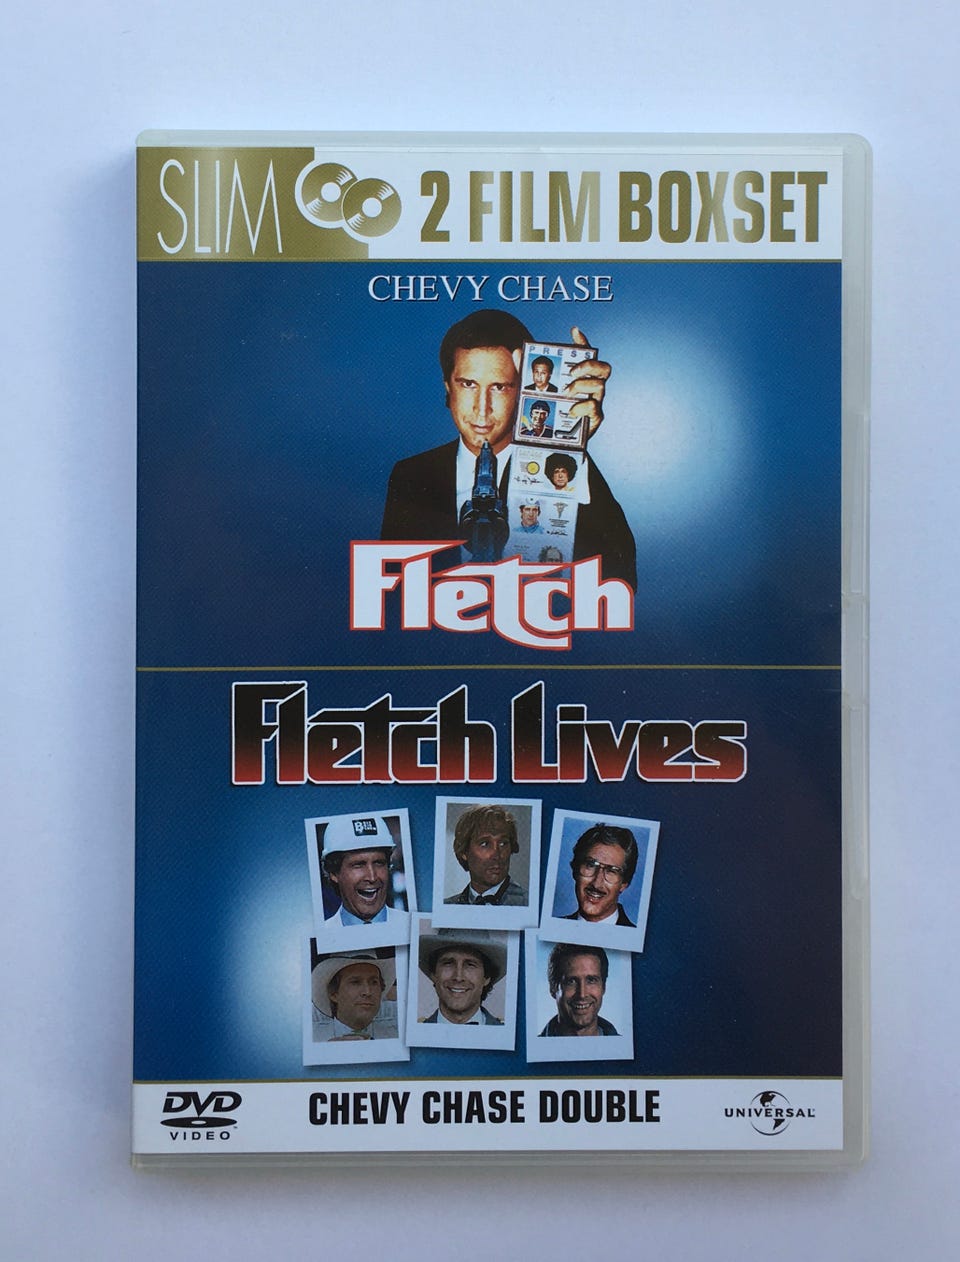 SLIM 2 FILM BOXSET
CHEVY CHASE
PRESS
Fletch
Fletch Lives
DVD
VIDEO
CHEVY CHASE DOUBLE
UNIVERSAL